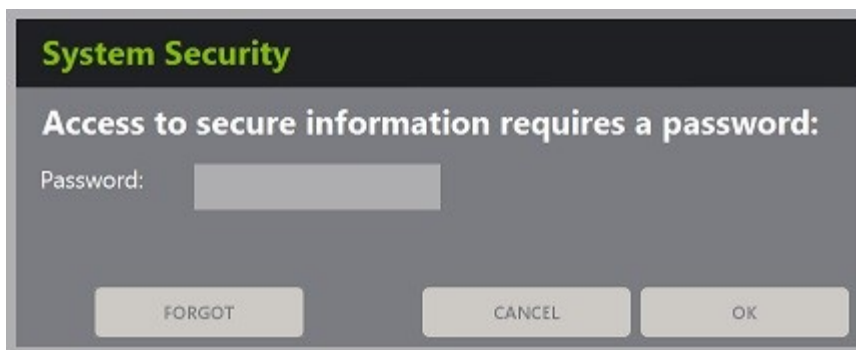 System Security
Access to secure information requires a password:
Password:
FORGOT CANCEL OK